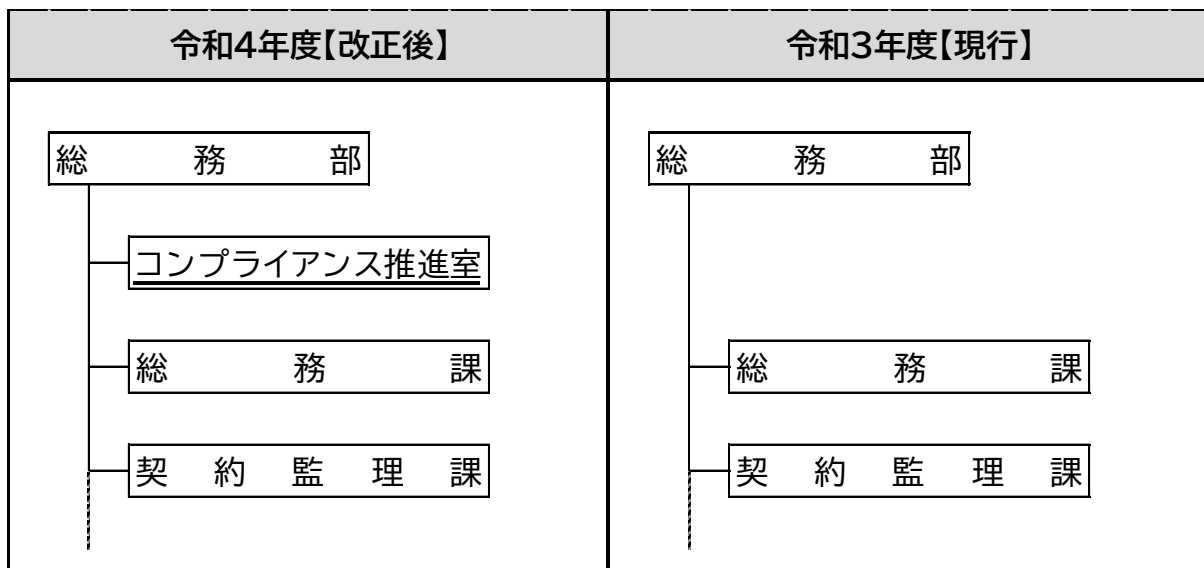 令和4年度【改正後】
令和3年度【現行】
総務部
コンプライアンス推進室
総務課
契約監理課
総務部
総務課
契約監理課